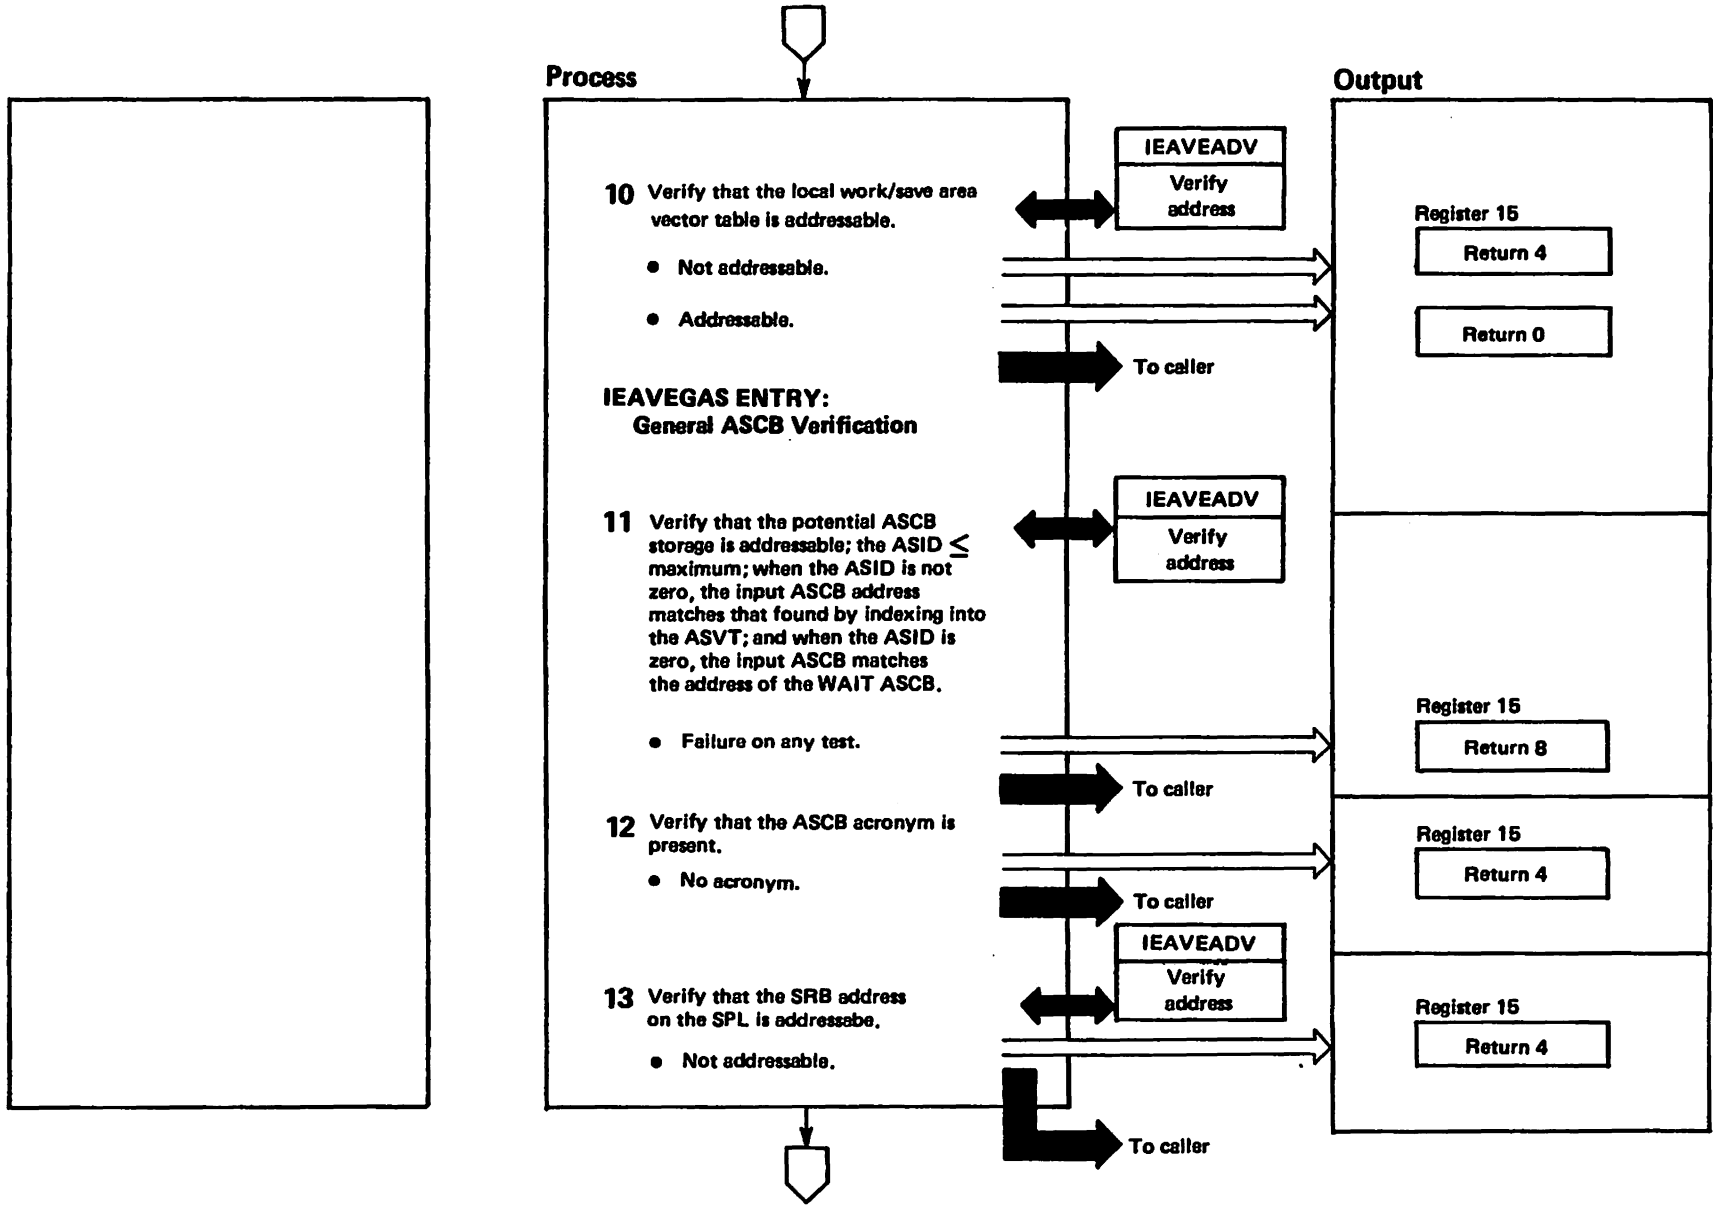 Process
Output
10 Verify that the local work/save area
vector table is addressable.
IEAVEADV
Verify
address
Register 15
• Not addressable.
Return 4
• Addressable.
Return 0
To caller
IEAVEGAS ENTRY:
General ASCB Verification
11 Verify that the potential ASCB
storage is addressable; the ASID ≤
maximum; when the ASID is not
zero, the input ASCB address
matches that found by indexing into
the ASVT; and when the ASID is
zero, the input ASCB matches
the address of the WAIT ASCB.
IEAVEADV
Verify
address
• Failure on any test.
Register 15
Return 8
To caller
12 Verify that the ASCB acronym is
present.
• No acronym.
Register 15
Return 4
To caller
13 Verify that the SRB address
on the SPL is addressabe.
IEAVEADV
Verify
address
• Not addressable.
Register 15
Return 4
To caller